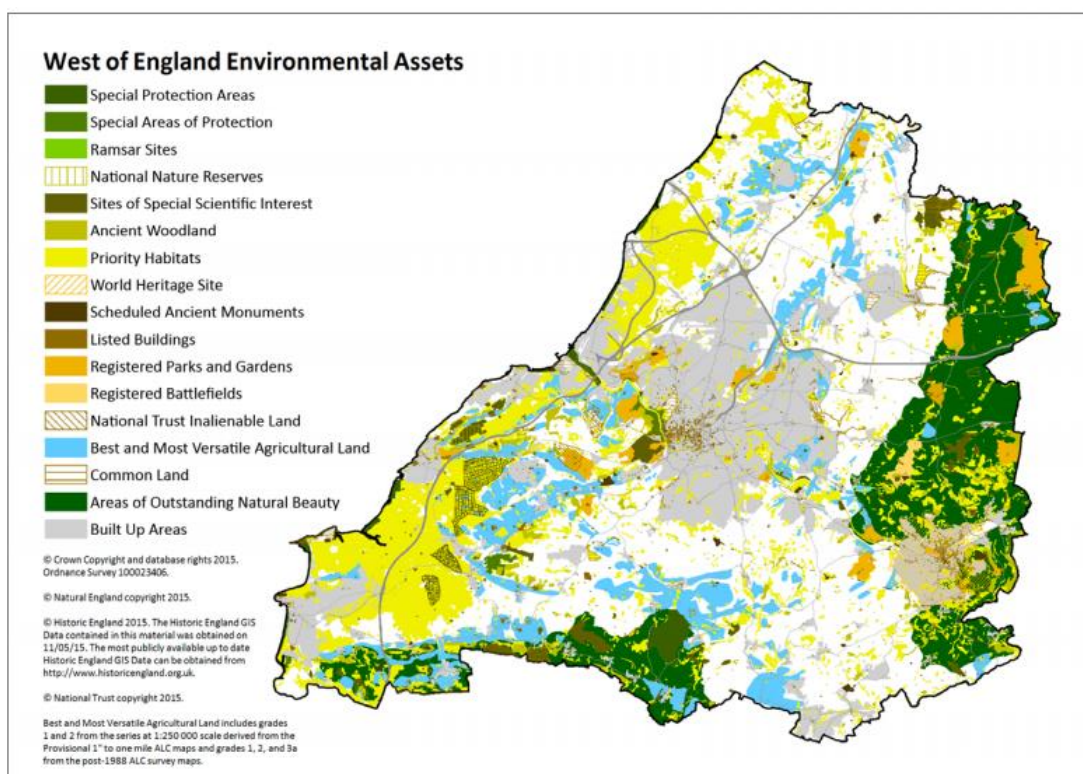 West of England Environmental Assets
Special Protection Areas
Special Areas of Protection
Ramsar Sites
National Nature Reserves
Sites of Special Scientific Interest
Ancient Woodland
Priority Habitats
World Heritage Site
Scheduled Ancient Monuments
Listed Buildings
Registered Parks and Gardens
Registered Battlefields
National Trust Inalienable Land
Best and Most Versatile Agricultural Land
Common Land
Areas of Outstanding Natural Beauty
Built Up Areas
© Crown Copyright and database rights 2015.
Ordnance Survey 100023406.
© Natural England copyright 2015.
© Historic England 2015. The Historic England GIS
Data contained in this material was obtained on
11/05/15. The most publicly available up to date
Historic England GIS Data can be obtained from
http://www.historicengland.org.uk.
© National Trust copyright 2015.
Best and Most Versatile Agricultural Land includes grades
1 and 2 from the series at 1:250 000 scale derived from the
Provisional 1" to one mile ALC maps and grades 1, 2, and 3a
from the post-1988 ALC survey maps.